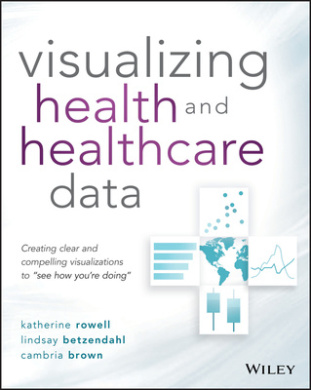 visualizing
health and
healthcare
data
Creating clear and
compelling visualizations
to "see how you're doing"
katherine rowell
lindsay betzendahl
cambria brown
WILEY